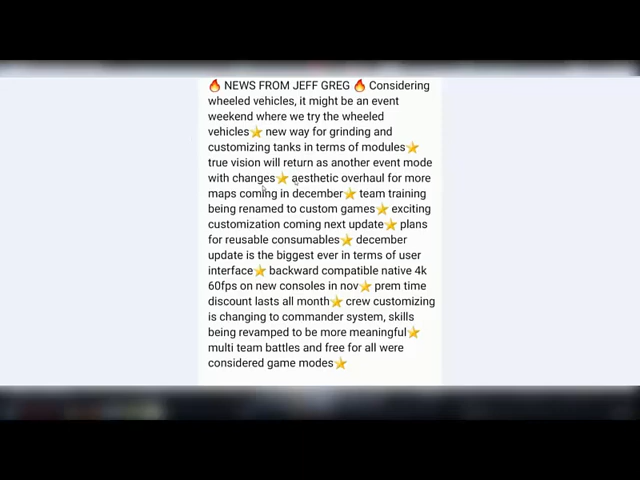 🔥 NEWS FROM JEFF GREG 🔥 Considering
wheeled vehicles, it might be an event
weekend where we try the wheeled
vehicles⭐ new way for grinding and
customizing tanks in terms of modules⭐
true vision will return as another event mode
with changes⭐ aesthetic overhaul for more
maps coming in december⭐ team training
being renamed to custom games⭐ exciting
customization coming next update⭐ plans
for reusable consumables⭐ december
update is the biggest ever in terms of user
interface⭐ backward compatible native 4k
60fps on new consoles in nov⭐ prem time
discount lasts all month⭐ crew customizing
is changing to commander system, skills
being revamped to be more meaningful⭐
multi team battles and free for all were
considered game modes⭐